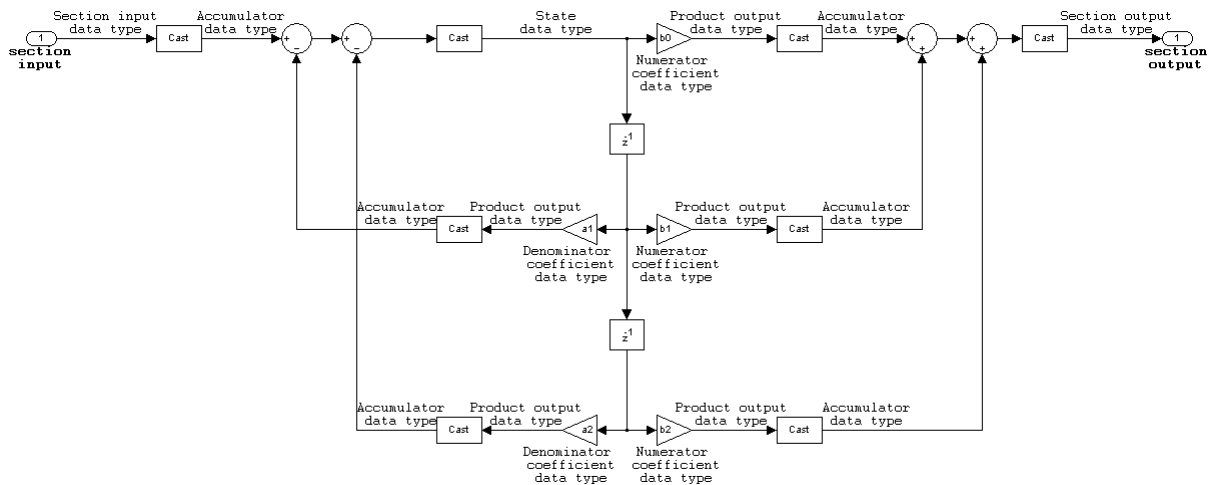 Section input
data type
Accumulator
data type
State
data type
Product output
data type
Accumulator
data type
Section output
data type
1
section
input
Cast
+
−
+
−
Cast
b0
Cast
+
+
+
+
Cast
1
section
output
Numerator
coefficient
data type
z-1
Accumulator
data type
Product output
data type
Product output
data type
Accumulator
data type
Cast
a1
b1
Cast
Denominator
coefficient
data type
Numerator
coefficient
data type
z-1
Accumulator
data type
Product output
data type
Product output
data type
Accumulator
data type
Cast
a2
b2
Cast
Denominator
coefficient
data type
Numerator
coefficient
data type